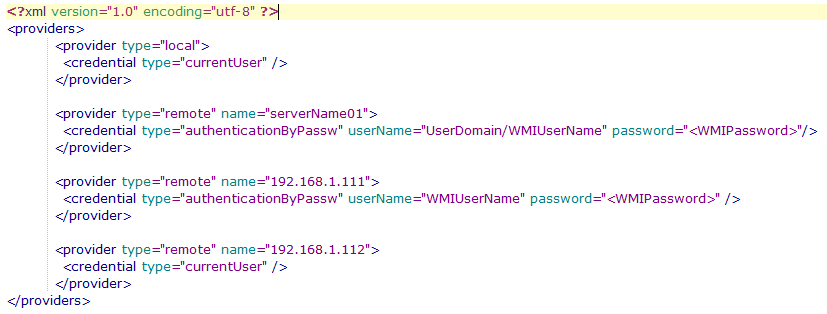 <?xml version="1.0" encoding="utf-8" ?>
<providers>
<provider type="local">
<credential type="currentUser" />
</provider>
<provider type="remote" name="serverName01">
<credential type="authenticationByPassw" userName="UserDomain/WMIUserName" password="<WMIPassword>"/>
</provider>
<provider type="remote" name="192.168.1.111">
<credential type="authenticationByPassw" userName="WMIUserName" password="<WMIPassword>" />
</provider>
<provider type="remote" name="192.168.1.112">
<credential type="currentUser" />
</provider>
</providers>